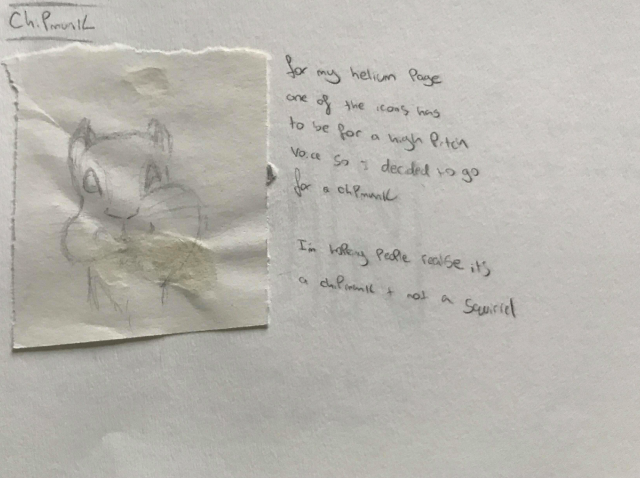 Chipmunk
for my helium page
one of the icons has
to be for a high Pitch
voice so i decided to go
for a chipmunk
I'm hoping people realise its
a chipmunk + not a squirrel